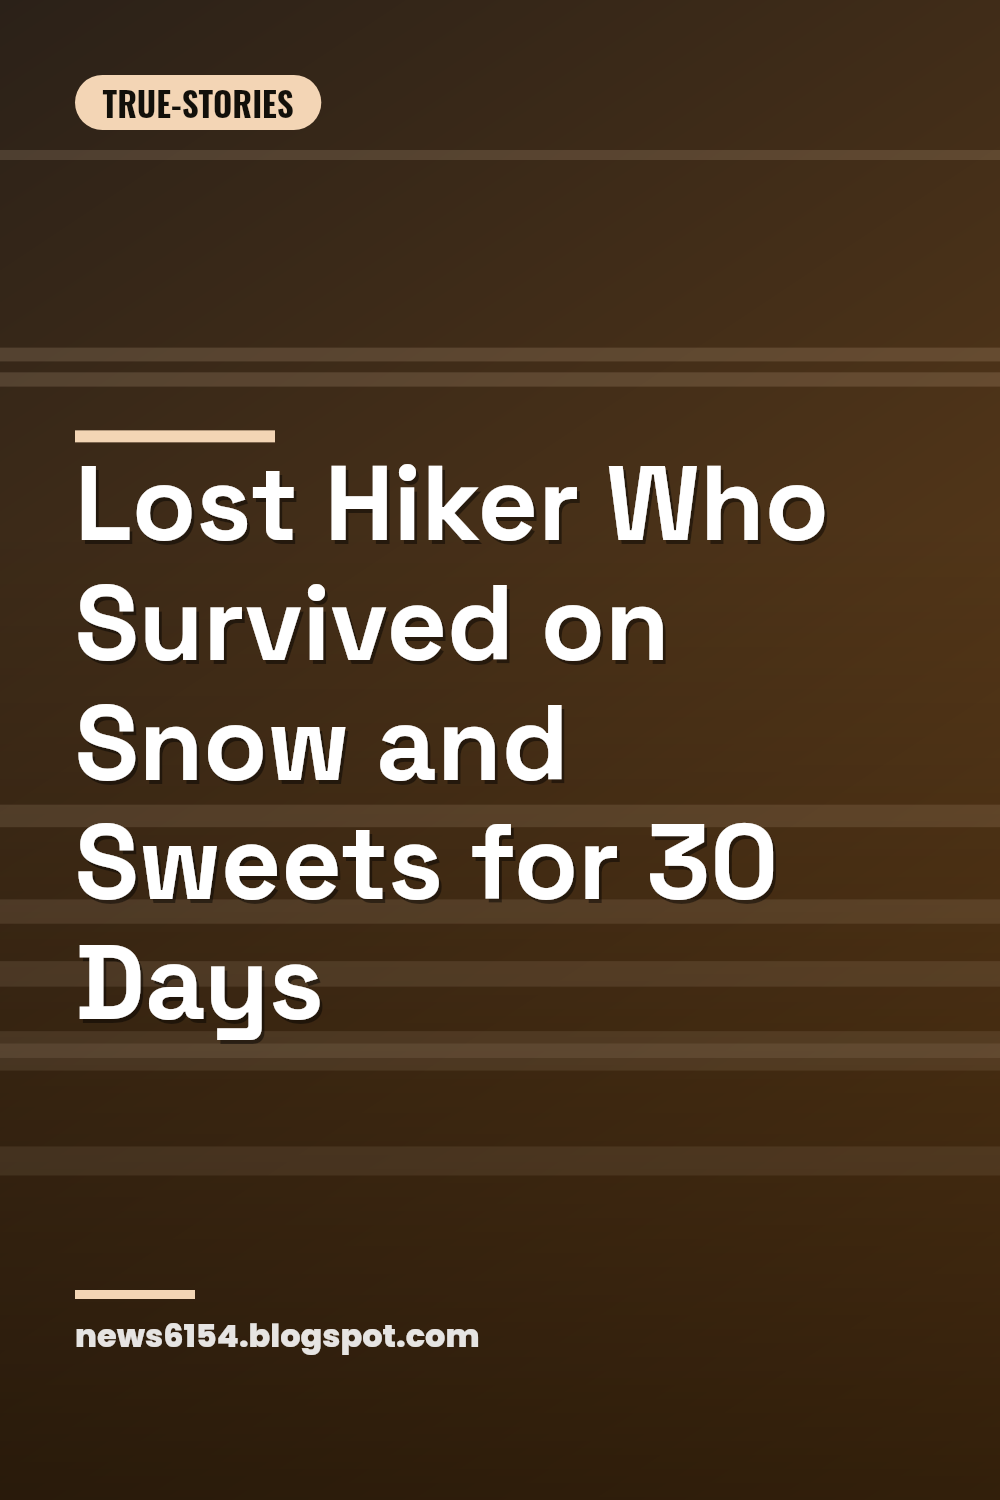 TRUE-STORIES
Lost Hiker Who
Survived on
Snow and
Sweets for 30
Days
news6154.blogspot.com